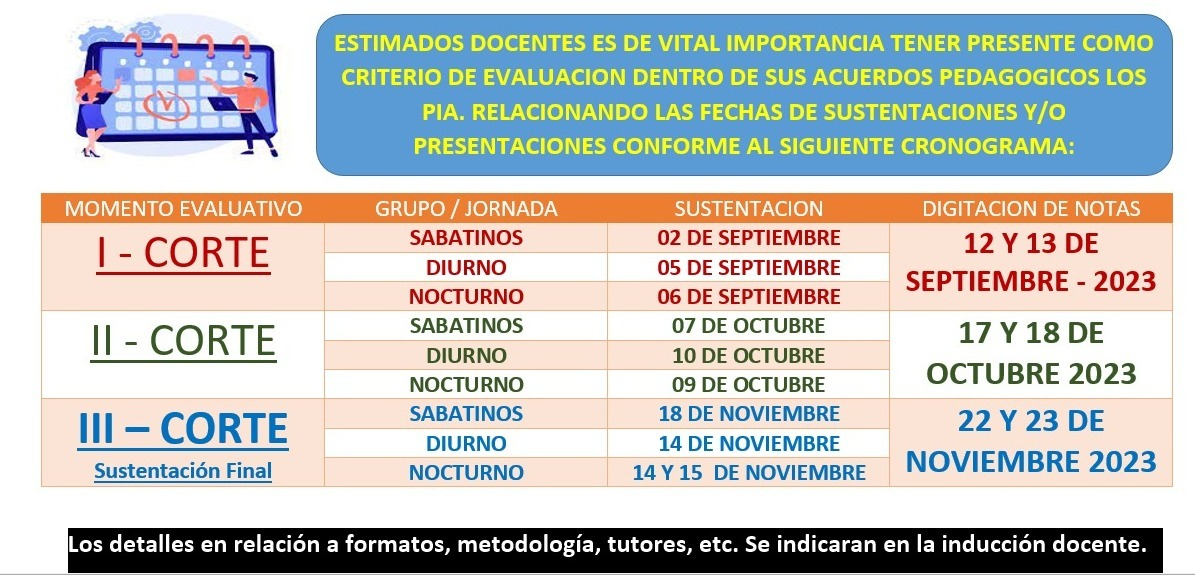 ESTIMADOS DOCENTES ES DE VITAL IMPORTANCIA TENER PRESENTE COMO
CRITERIO DE EVALUACION DENTRO DE SUS ACUERDOS PEDAGOGICOS LOS
PIA. RELACIONANDO LAS FECHAS DE SUSTENTACIONES Y/O
PRESENTACIONES CONFORME AL SIGUIENTE CRONOGRAMA:
MOMENTO EVALUATIVO GRUPO / JORNADA SUSTENTACION DIGITACION DE NOTAS
I - CORTE
SABATINOS 02 DE SEPTIEMBRE
DIURNO 05 DE SEPTIEMBRE
NOCTURNO 06 DE SEPTIEMBRE
12 Y 13 DE
SEPTIEMBRE - 2023
II - CORTE
SABATINOS 07 DE OCTUBRE
DIURNO 10 DE OCTUBRE
NOCTURNO 09 DE OCTUBRE
17 Y 18 DE
OCTUBRE 2023
III – CORTE
Sustentación Final
SABATINOS 18 DE NOVIEMBRE
DIURNO 14 DE NOVIEMBRE
NOCTURNO 14 Y 15 DE NOVIEMBRE
22 Y 23 DE
NOVIEMBRE 2023
Los detalles en relación a formatos, metodología, tutores, etc. Se indicaran en la inducción docente.